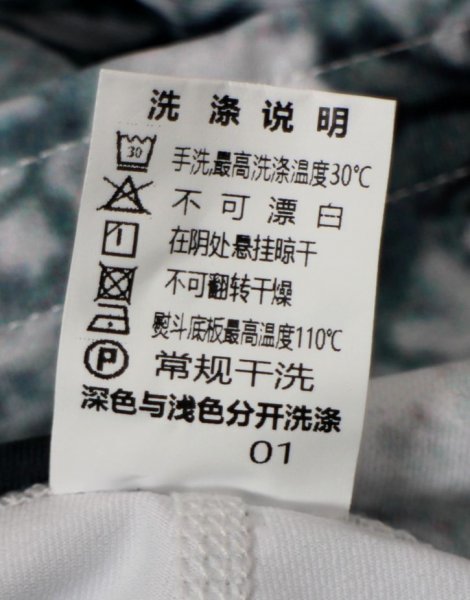 洗涤说明
30 手洗,最高洗涤温度30℃
不可漂白
在阴处悬挂晾干
不可翻转干燥
熨斗底板最高温度110℃
P 常规干洗
深色与浅色分开洗涤
01